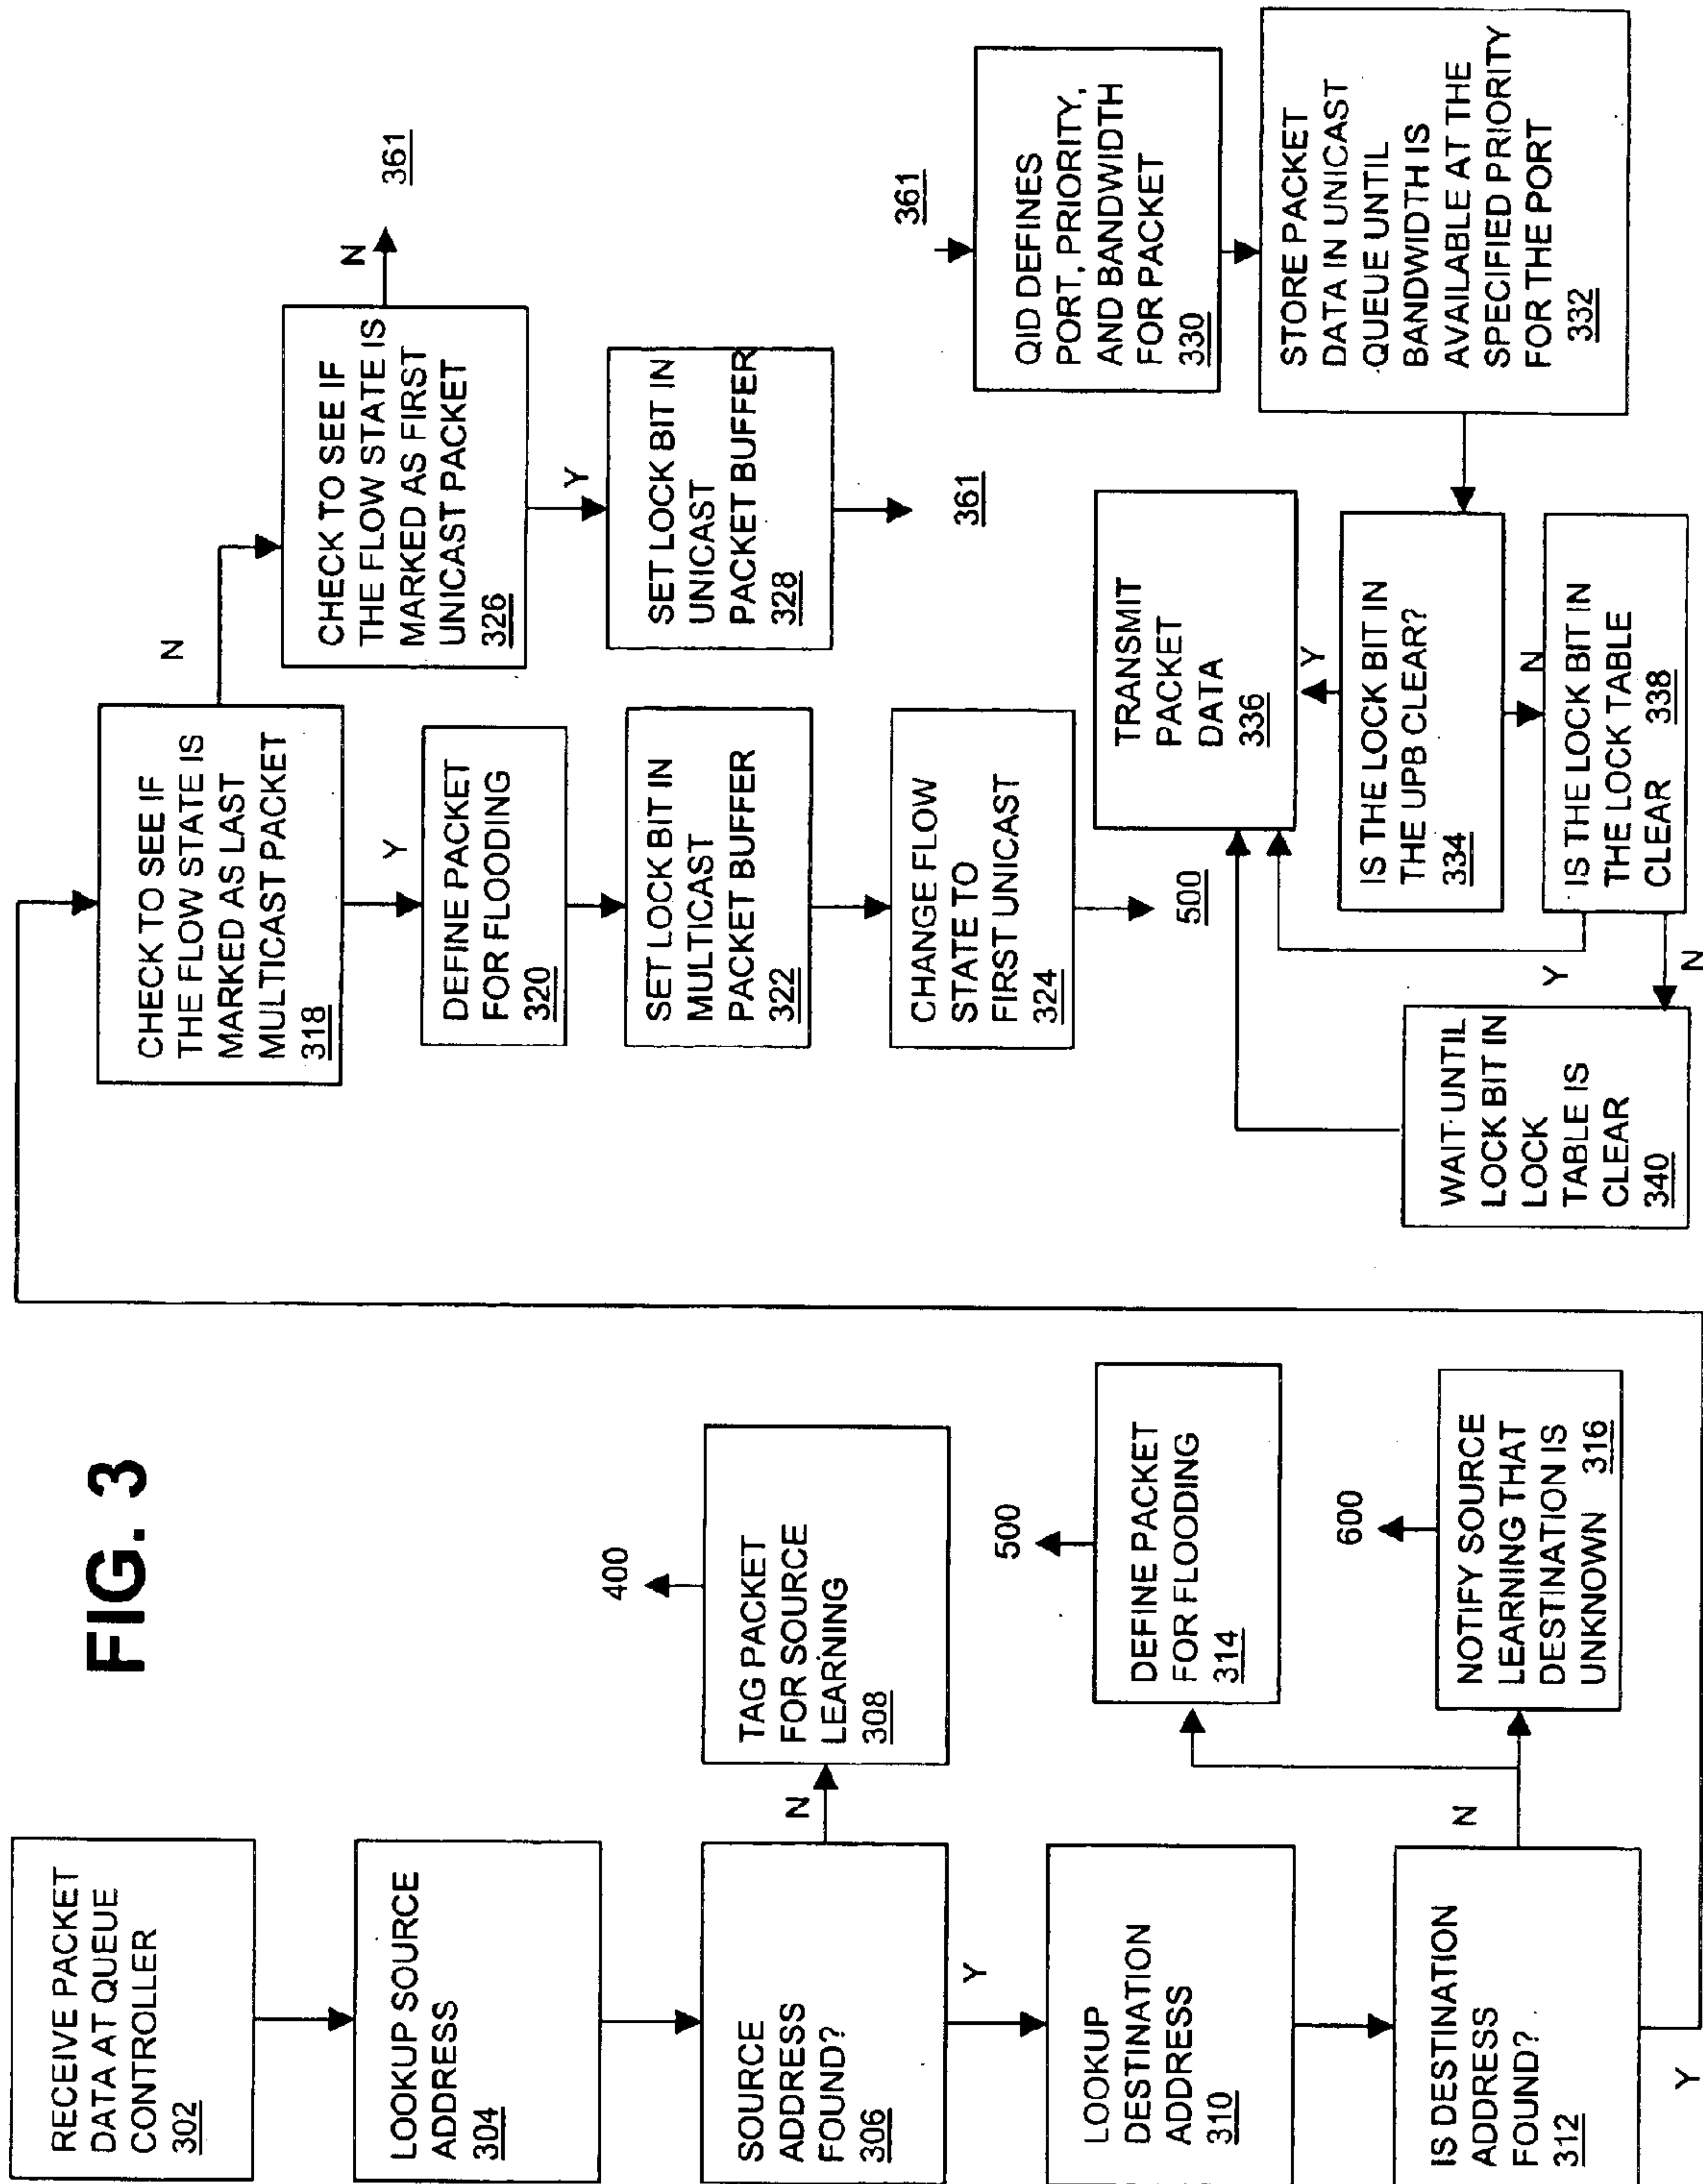 FIG. 3
RECEIVE PACKET
DATA AT QUEUE
CONTROLLER
302
LOOKUP SOURCE
ADDRESS
304
SOURCE
ADDRESS
FOUND?
306
N
TAG PACKET
FOR SOURCE
LEARNING
308
400
Y
LOOKUP
DESTINATION
ADDRESS
310
IS DESTINATION
ADDRESS
FOUND?
312
N
DEFINE PACKET
FOR FLOODING
314
500
NOTIFY SOURCE
LEARNING THAT
DESTINATION IS
UNKNOWN 316
600
Y
CHECK TO SEE IF
THE FLOW STATE IS
MARKED AS LAST
MULTICAST PACKET
318
N
Y
DEFINE PACKET
FOR FLOODING
320
SET LOCK BIT IN
MULTICAST
PACKET BUFFER
322
CHANGE FLOW
STATE TO
FIRST UNICAST
324
500
CHECK TO SEE IF
THE FLOW STATE IS
MARKED AS FIRST
UNICAST PACKET
326
N
361
Y
SET LOCK BIT IN
UNICAST
PACKET BUFFER
328
361
361
QID DEFINES
PORT, PRIORITY,
AND BANDWIDTH
FOR PACKET
330
STORE PACKET
DATA IN UNICAST
QUEUE UNTIL
BANDWIDTH IS
AVAILABLE AT THE
SPECIFIED PRIORITY
FOR THE PORT
332
TRANSMIT
PACKET
DATA
336
Y
IS THE LOCK BIT IN
THE UPB CLEAR?
334
N
IS THE LOCK BIT IN
THE LOCK TABLE
CLEAR 338
Y
N
WAIT UNTIL
LOCK BIT IN
LOCK
TABLE IS
CLEAR
340